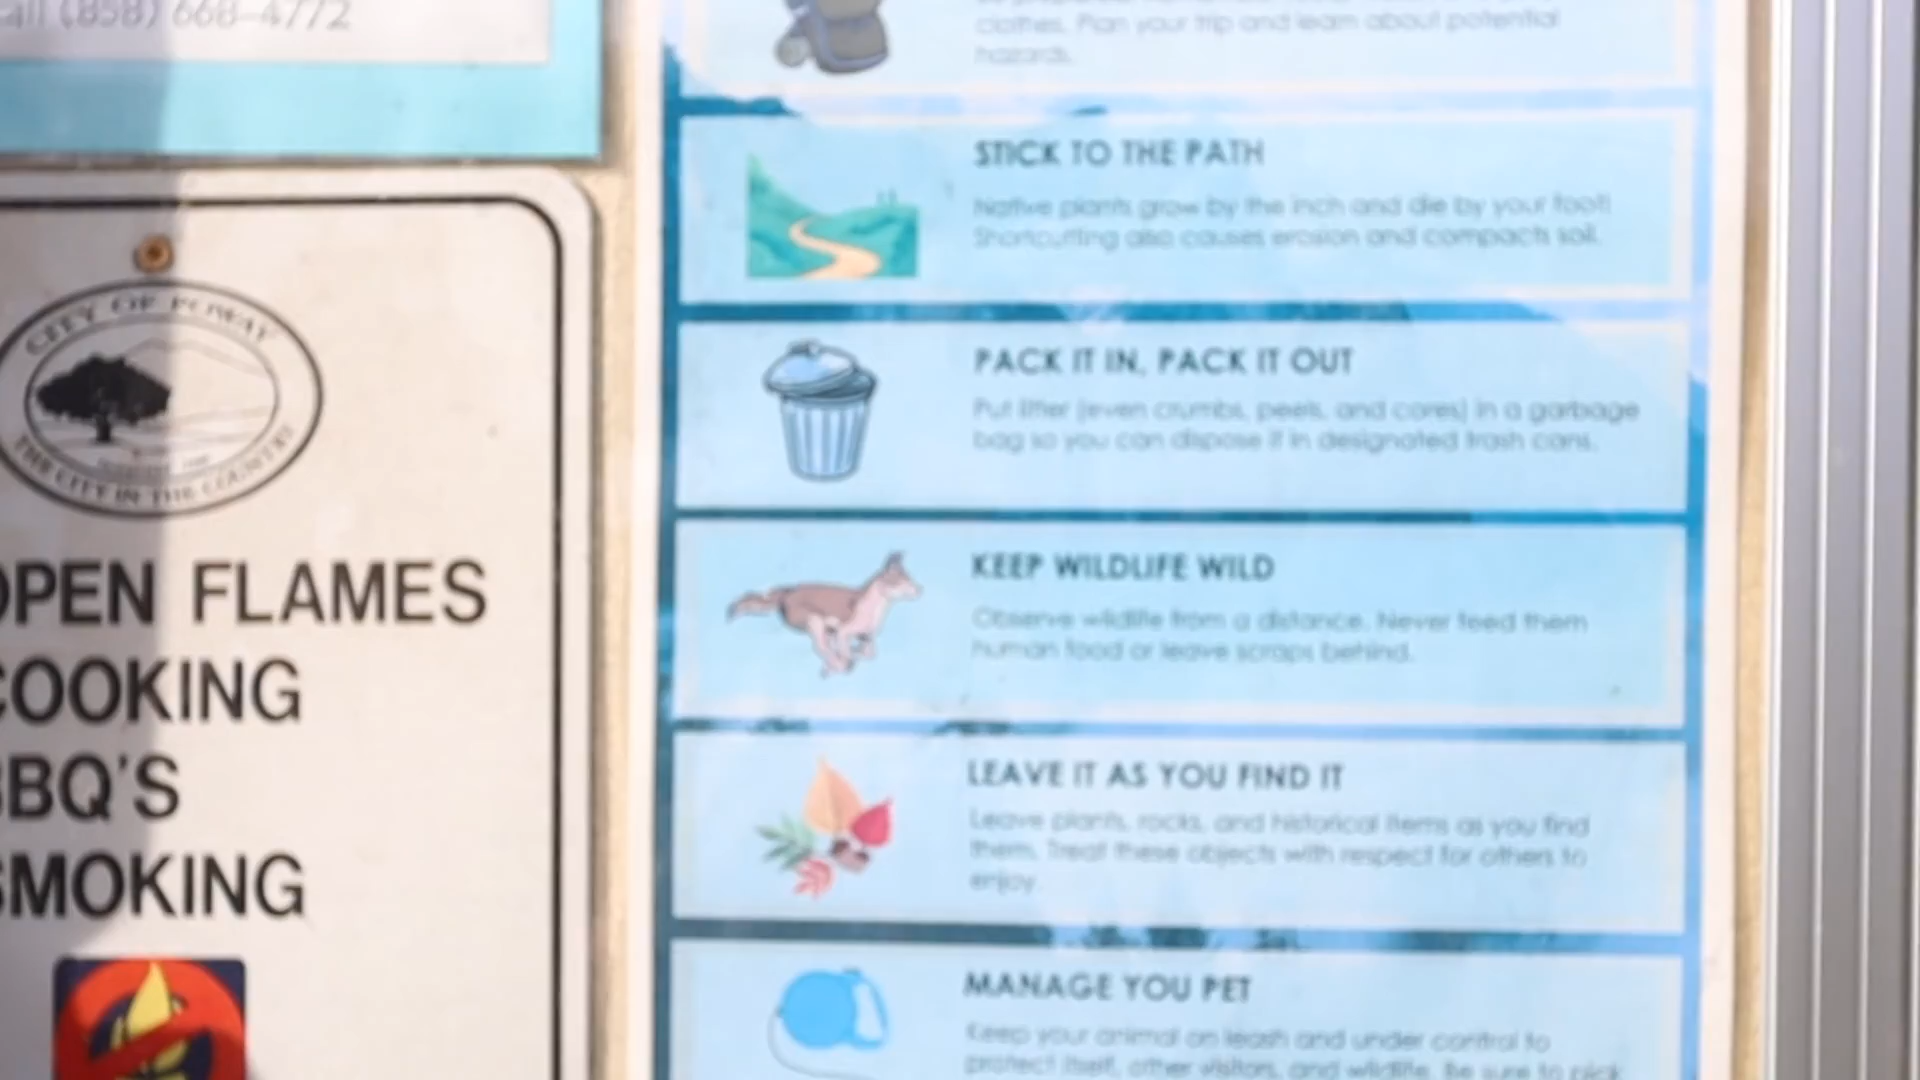 all (858) 668-4772
CITY OF POWAY
THE CITY IN THE COUNTRY
OPEN FLAMES
COOKING
BBQ'S
SMOKING
clothes. Plan your trip and learn about potential
hazards.
STICK TO THE PATH
Native plants grow by the inch and die by your foot!
Shortcutting also causes erosion and compacts soil.
PACK IT IN, PACK IT OUT
Put litter (even crumbs, peels, and cores) in a garbage
bag so you can dispose it in designated trash cans.
KEEP WILDLIFE WILD
Observe wildlife from a distance. Never feed them
human food or leave scraps behind.
LEAVE IT AS YOU FIND IT
Leave plants, rocks, and historical items as you find
them. Treat these objects with respect for others to
enjoy
MANAGE YOU PET
Keep your animal on leash and under control to
protect itself, other visitors, and wildlife. Be sure to pick